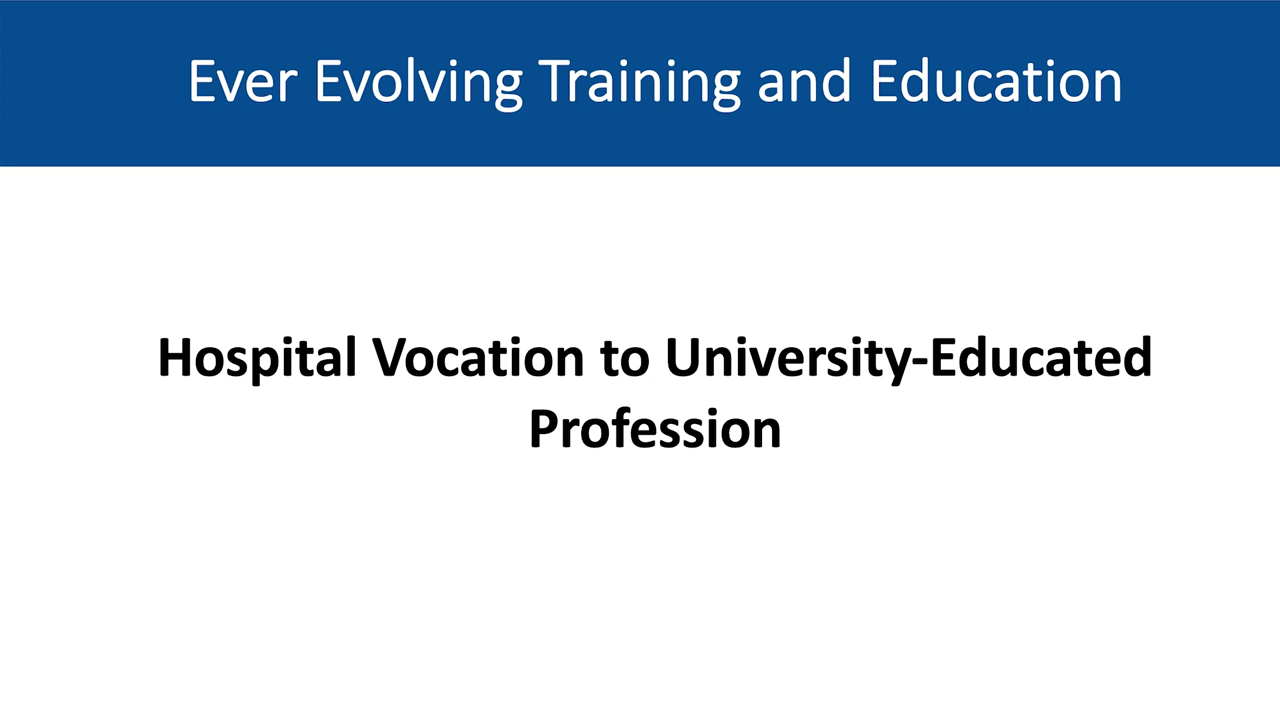 Ever Evolving Training and Education
Hospital Vocation to University-Educated
Profession